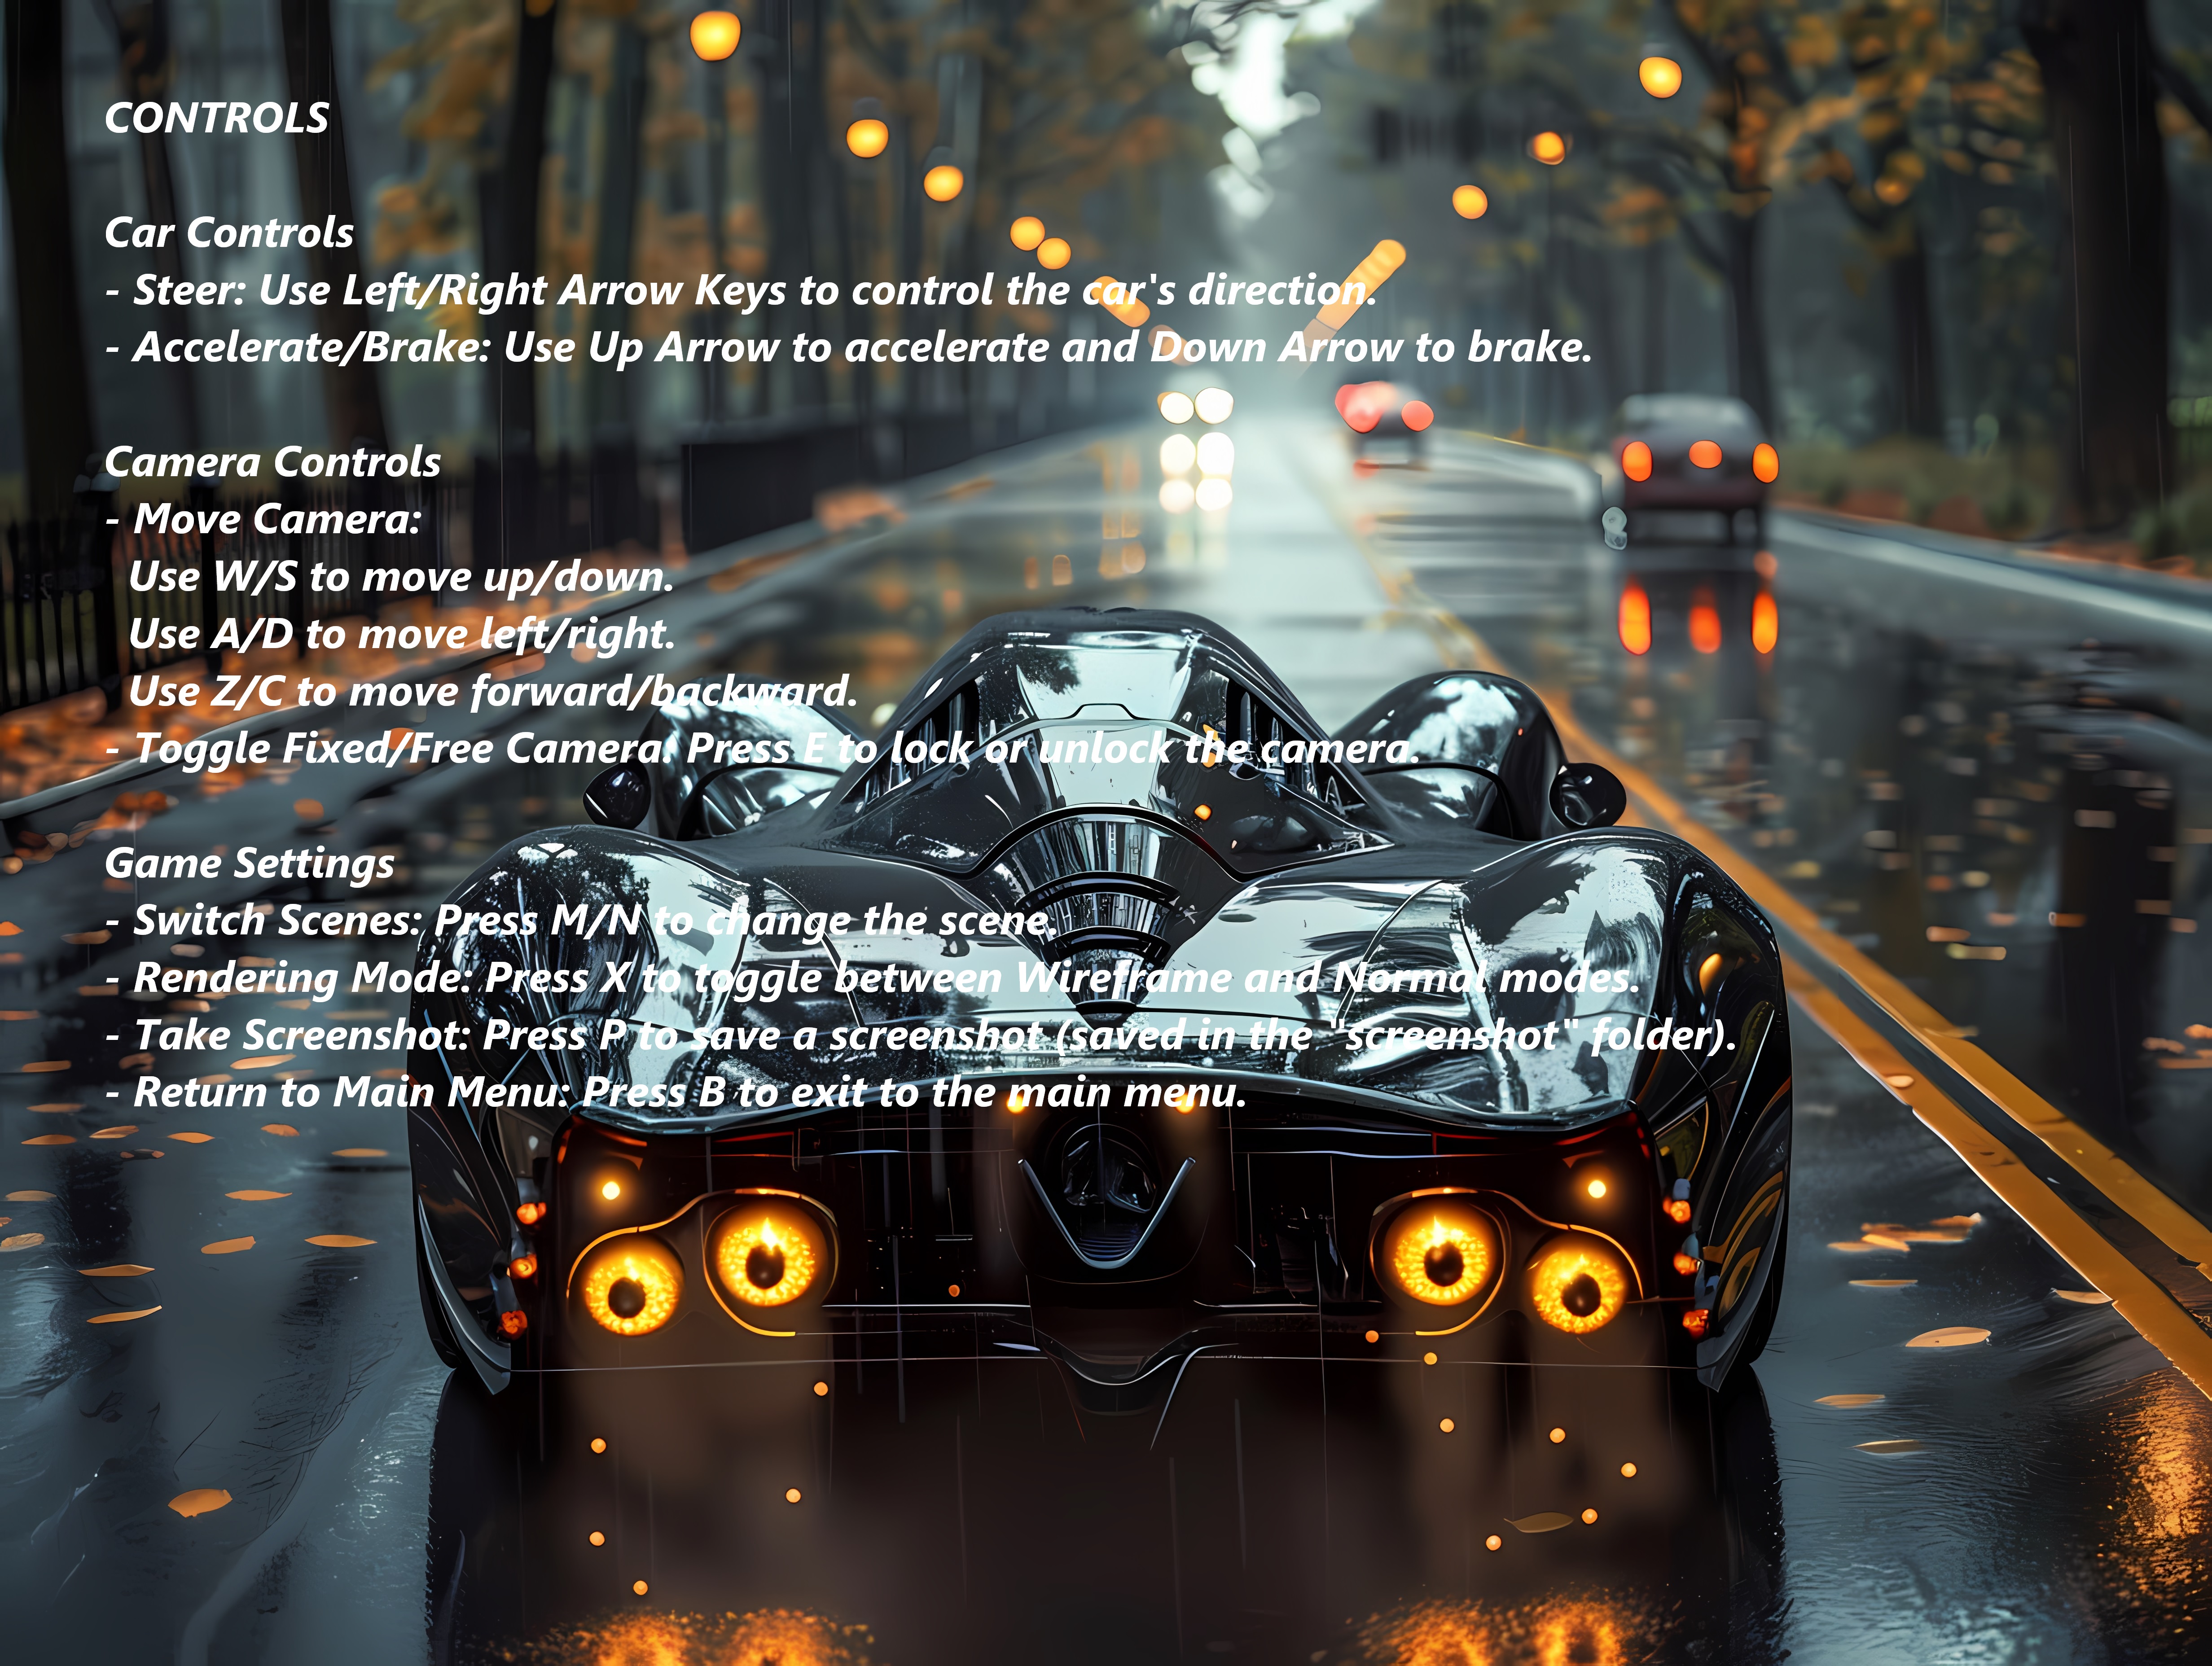 CONTROLS
Car Controls
- Steer: Use Left/Right Arrow Keys to control the car's direction.
- Accelerate/Brake: Use Up Arrow to accelerate and Down Arrow to brake.
Camera Controls
- Move Camera:
Use W/S to move up/down.
Use A/D to move left/right.
Use Z/C to move forward/backward.
- Toggle Fixed/Free Camera: Press E to lock or unlock the camera.
Game Settings
- Switch Scenes: Press M/N to change the scene.
- Rendering Mode: Press X to toggle between Wireframe and Normal modes.
- Take Screenshot: Press P to save a screenshot (saved in the "screenshot" folder).
- Return to Main Menu: Press B to exit to the main menu.